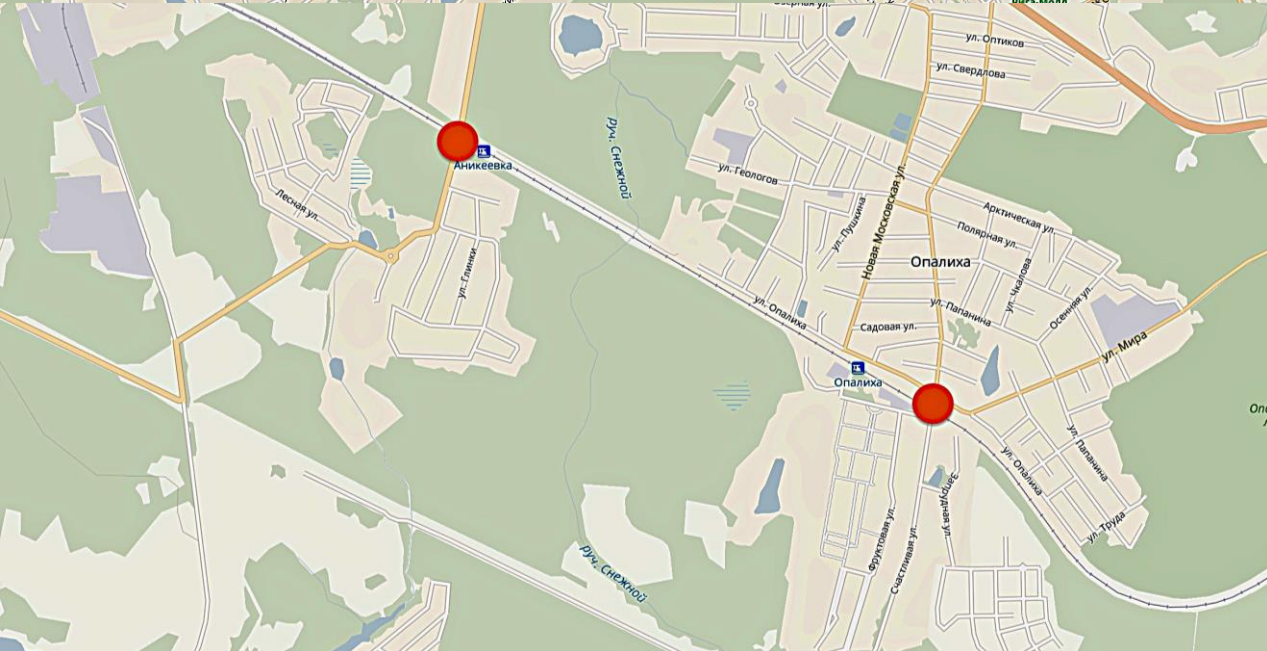 ул. Оптиков
ул. Свердлова
руч. Снежной
Аникеевка
ул. Геологов
Лесная ул.
ул. Пушкина
Новая Московская ул.
Арктическая ул.
Полярная ул.
Опалиха
ул. Чкалова
ул. Глинки
ул. Опалиха
ул. Папанина
Осенняя ул.
Садовая ул.
ул. Мира
Опалиха
ул. Опалиха
ул. Папанина
Запрудная ул.
Фруктовая ул.
Счастливая ул.
ул. Труда
руч. Снежной